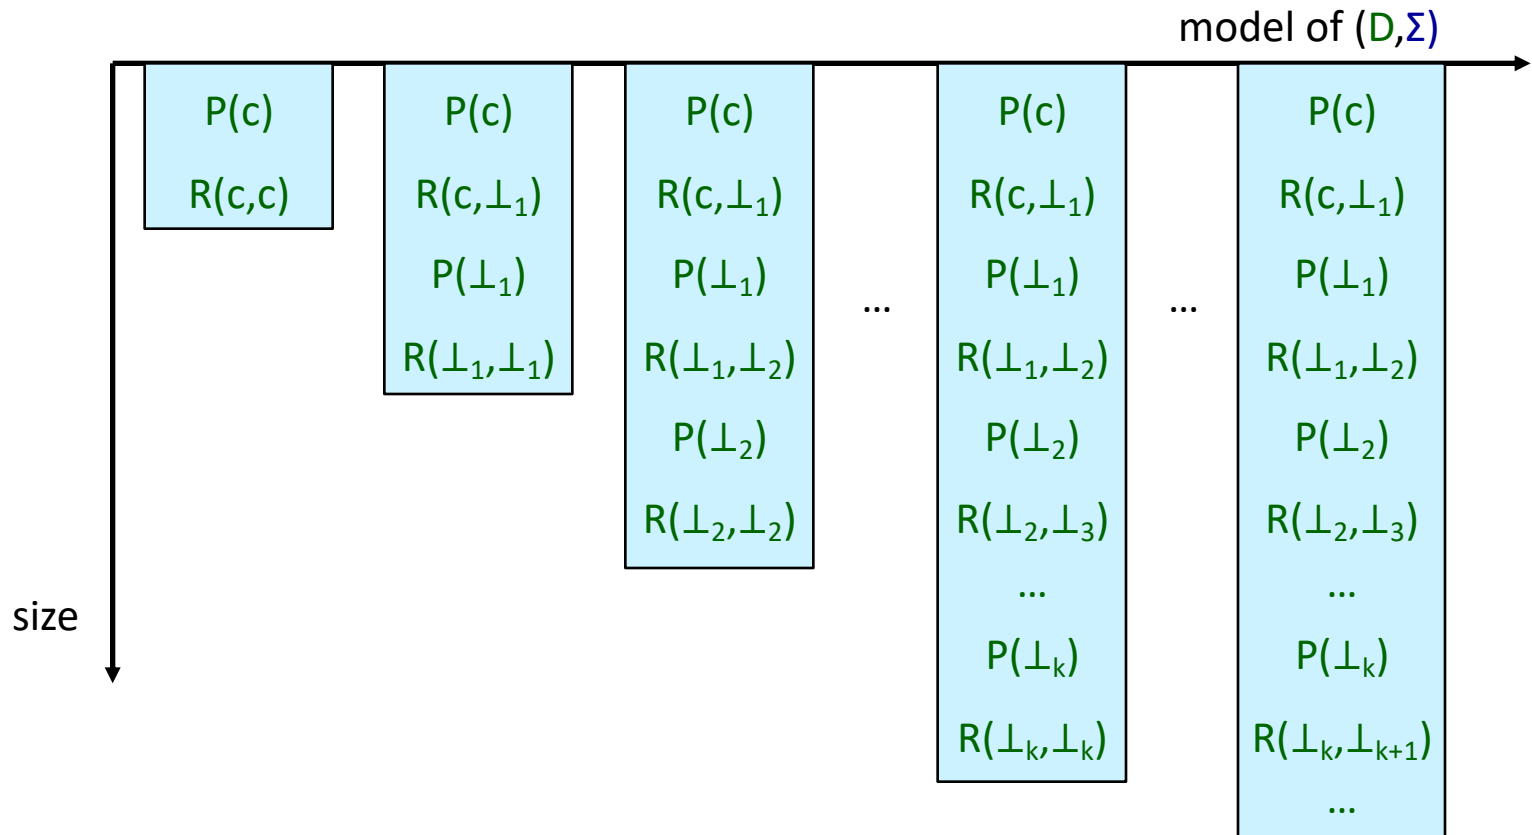 model of (D,Σ)
P(c)
R(c,c)
P(c)
R(c,⊥₁)
P(⊥₁)
R(⊥₁,⊥₁)
P(c)
R(c,⊥₁)
P(⊥₁)
R(⊥₁,⊥₂)
P(⊥₂)
R(⊥₂,⊥₂)
...
P(c)
R(c,⊥₁)
P(⊥₁)
R(⊥₁,⊥₂)
P(⊥₂)
R(⊥₂,⊥₃)
...
P(⊥ₖ)
R(⊥ₖ,⊥ₖ)
...
P(c)
R(c,⊥₁)
P(⊥₁)
R(⊥₁,⊥₂)
P(⊥₂)
R(⊥₂,⊥₃)
...
P(⊥ₖ)
R(⊥ₖ,⊥ₖ₊₁)
...
size